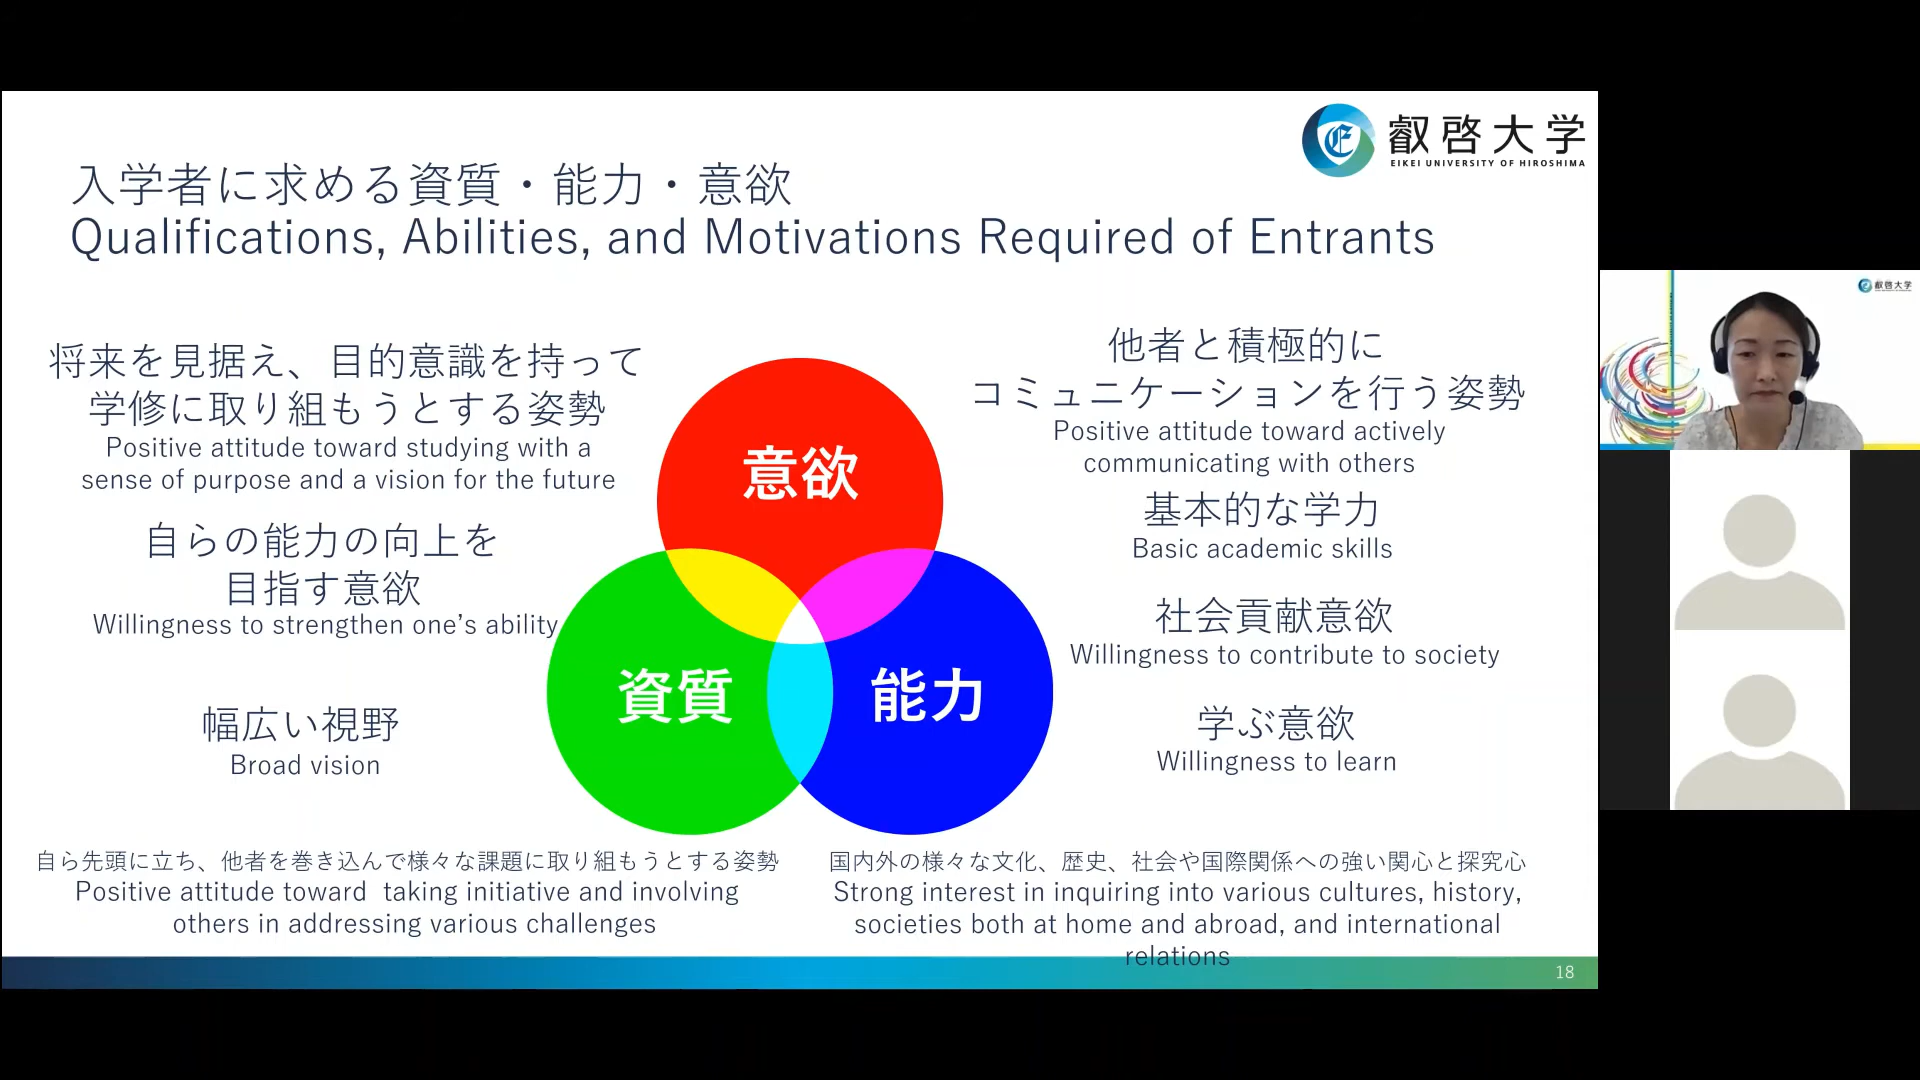 叡啓大学
EIKEI UNIVERSITY OF HIROSHIMA
入学者に求める資質・能力・意欲
Qualifications, Abilities, and Motivations Required of Entrants
将来を見据え、目的意識を持って
学修に取り組もうとする姿勢
Positive attitude toward studying with a
sense of purpose and a vision for the future
自らの能力の向上を
目指す意欲
Willingness to strengthen one’s ability
幅広い視野
Broad vision
意欲
資質
能力
他者と積極的に
コミュニケーションを行う姿勢
Positive attitude toward actively
communicating with others
基本的な学力
Basic academic skills
社会貢献意欲
Willingness to contribute to society
学ぶ意欲
Willingness to learn
自ら先頭に立ち、他者を巻き込んで様々な課題に取り組もうとする姿勢
Positive attitude toward taking initiative and involving
others in addressing various challenges
国内外の様々な文化、歴史、社会や国際関係への強い関心と探究心
Strong interest in inquiring into various cultures, history,
societies both at home and abroad, and international
relations
18
叡啓大学